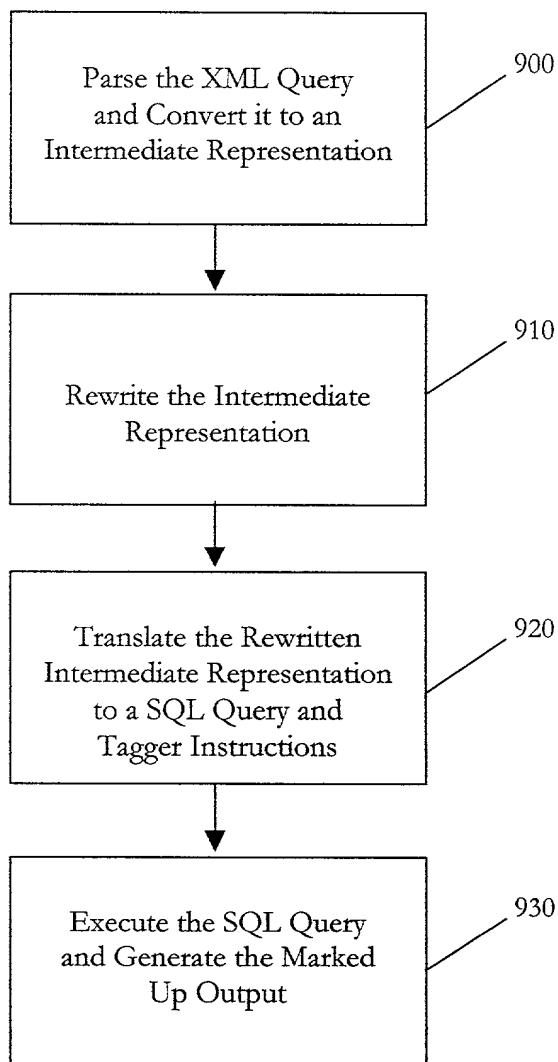 Parse the XML Query
and Convert it to an
Intermediate Representation
900
Rewrite the Intermediate
Representation
910
Translate the Rewritten
Intermediate Representation
to a SQL Query and
Tagger Instructions
920
Execute the SQL Query
and Generate the Marked
Up Output
930